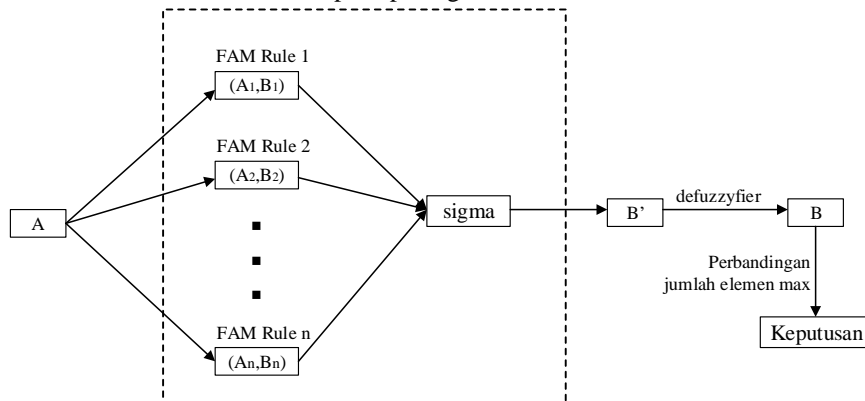 FAM Rule 1
(A1,B1)
FAM Rule 2
(A2,B2)
A
sigma
B’
defuzzyfier
B
Perbandingan
jumlah elemen max
FAM Rule n
(An,Bn)
Keputusan